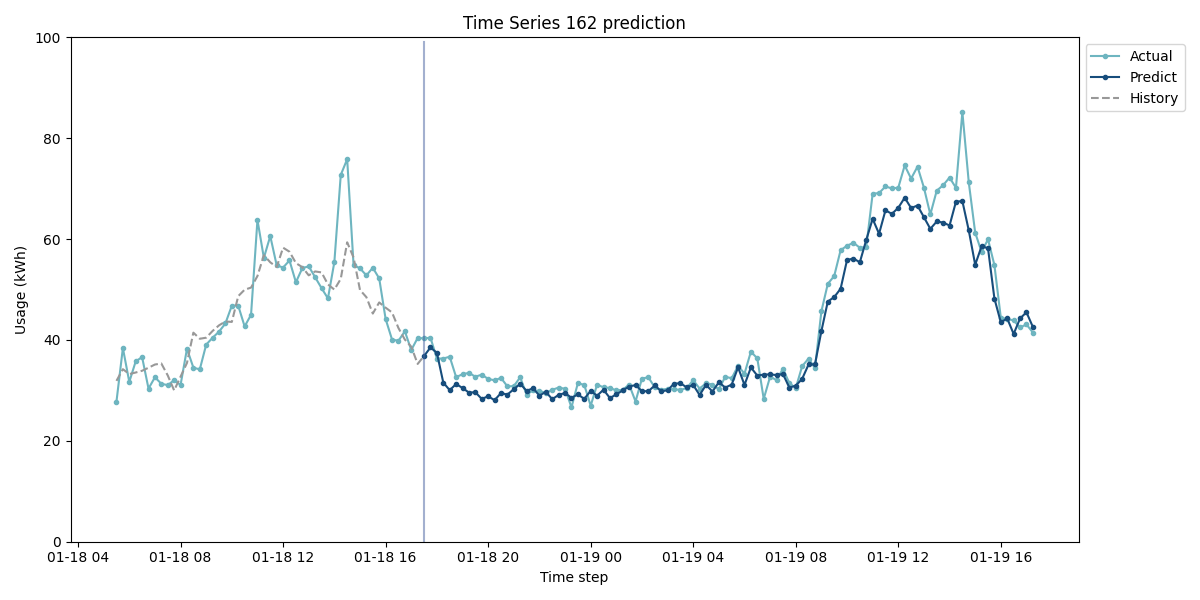 Time Series 162 prediction
Usage (kWh)
100
80
60
40
20
0
01-18 04
01-18 08
01-18 12
01-18 16
01-18 20
01-19 00
01-19 04
01-19 08
01-19 12
01-19 16
Time step
Actual
Predict
History